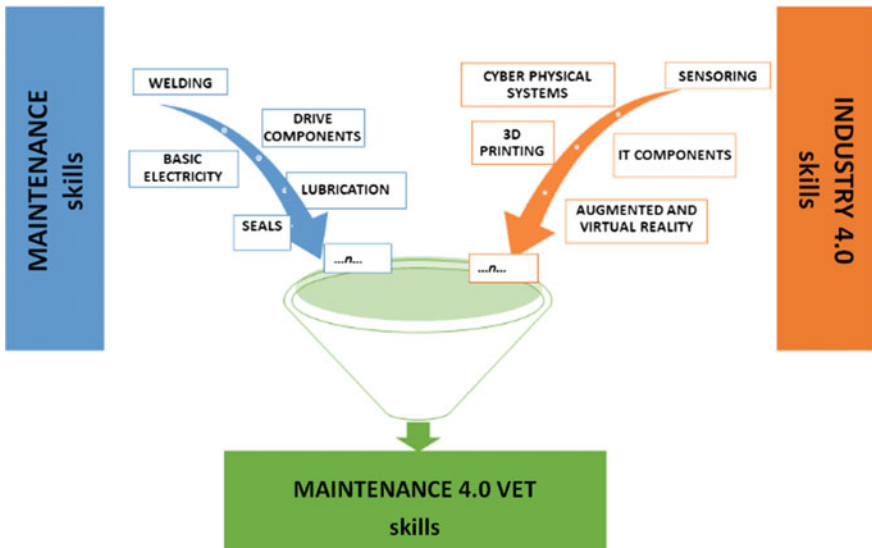 MAINTENANCE
skills
WELDING
DRIVE
COMPONENTS
BASIC
ELECTRICITY
LUBRICATION
SEALS
...n...
CYBER PHYSICAL
SYSTEMS
SENSORING
3D
PRINTING
IT COMPONENTS
AUGMENTED AND
VIRTUAL REALITY
...n...
INDUSTRY 4.0
skills
MAINTENANCE 4.0 VET
skills